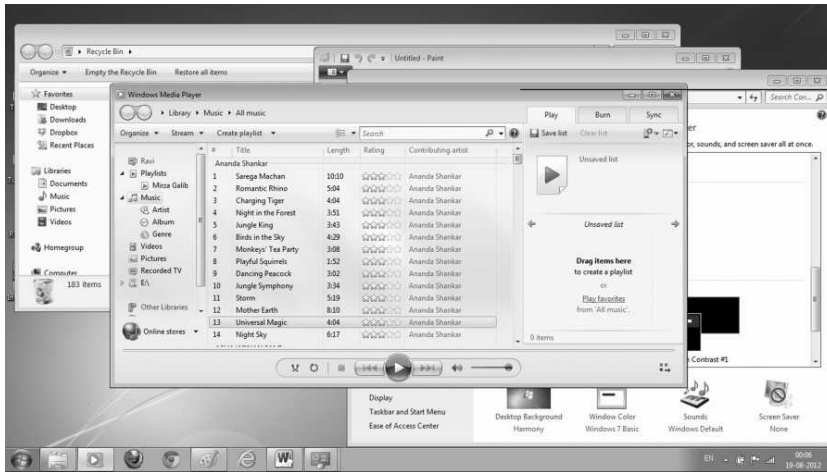 Recycle Bin
Organize Empty the Recycle Bin Restore all items
Favorites
Desktop
Downloads
Dropbox
Recent Places
Libraries
Documents
Music
Pictures
Videos
Homegroup
Computer
183 items
Untitled - Paint
Windows Media Player
Library Music All music
Play Burn Sync
Organize Stream Create playlist Search
Save list Clear list
Ravi
Playlists
Mirza Galib
Music
Artist
Album
Genre
Videos
Pictures
Recorded TV
E:\
Other Libraries
Online stores
# Title Length Rating Contributing artist
Ananda Shankar
1 Sarega Machan 10:10 Ananda Shankar
2 Romantic Rhino 5:04 Ananda Shankar
3 Charging Tiger 4:04 Ananda Shankar
4 Night in the Forest 3:51 Ananda Shankar
5 Jungle King 3:43 Ananda Shankar
6 Birds in the Sky 4:29 Ananda Shankar
7 Monkeys' Tea Party 3:08 Ananda Shankar
8 Playful Squirrels 1:52 Ananda Shankar
9 Dancing Peacock 3:02 Ananda Shankar
10 Jungle Symphony 3:34 Ananda Shankar
11 Storm 5:19 Ananda Shankar
12 Mother Earth 8:10 Ananda Shankar
13 Universal Magic 4:04 Ananda Shankar
14 Night Sky 6:17 Ananda Shankar
Unsaved list
Unsaved list
Drag items here
to create a playlist
or
Play favorites
from 'All music'.
0 items
Search Con...
er
or, sounds, and screen saver all at once.
Contrast #1
Display
Taskbar and Start Menu
Ease of Access Center
Desktop Background
Harmony
Window Color
Windows 7 Basic
Sounds
Windows Default
Screen Saver
None
EN
00:06
19-08-2012